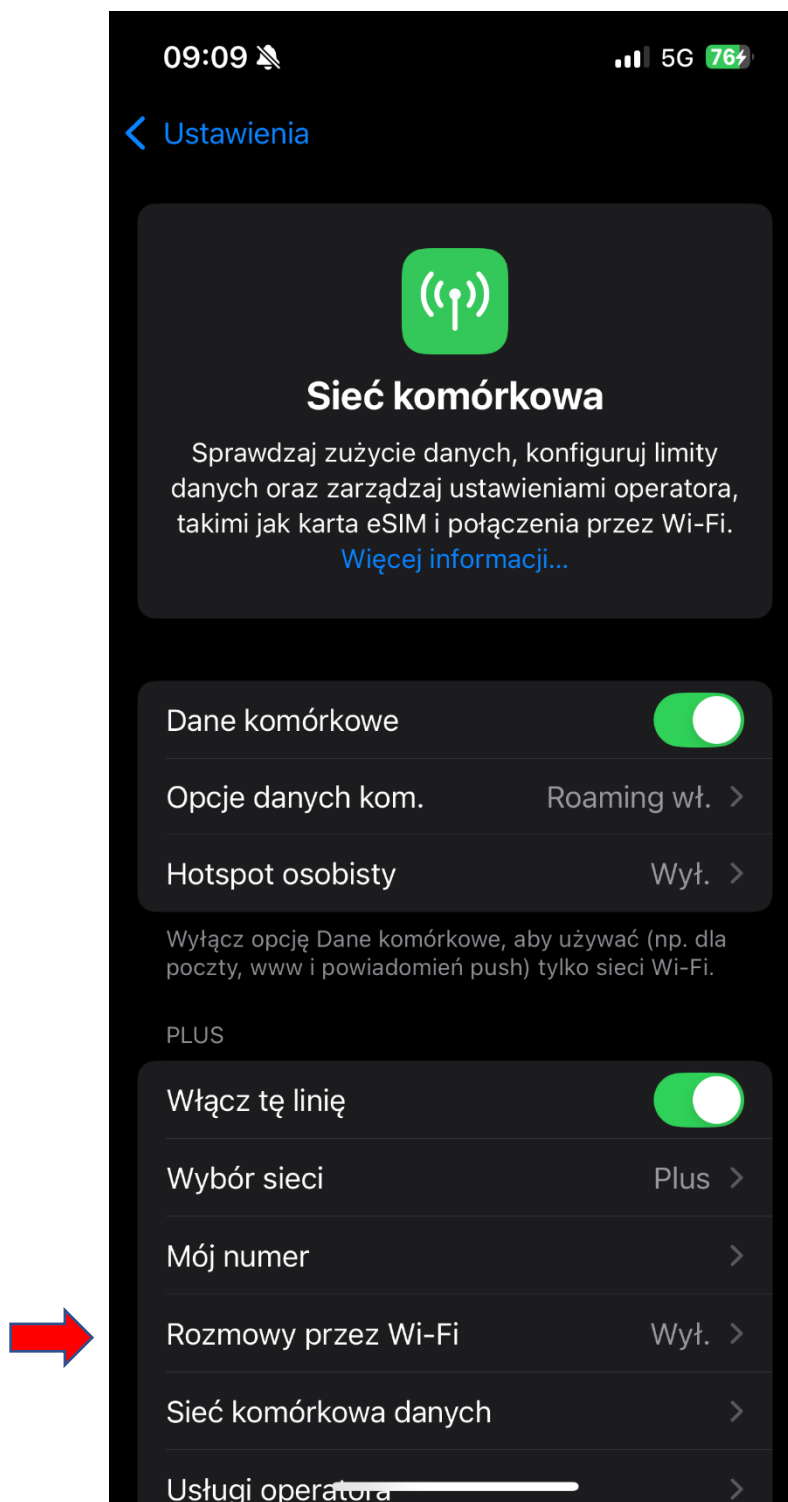 09:09
5G 76
Ustawienia
Sieć komórkowa
Sprawdzaj zużycie danych, konfiguruj limity
danych oraz zarządzaj ustawieniami operatora,
takimi jak karta eSIM i połączenia przez Wi-Fi.
Więcej informacji...
Dane komórkowe
Opcje danych kom. Roaming wł.
Hotspot osobisty Wył.
Wyłącz opcję Dane komórkowe, aby używać (np. dla
poczty, www i powiadomień push) tylko sieci Wi-Fi.
PLUS
Włącz tę linię
Wybór sieci Plus
Mój numer
Rozmowy przez Wi-Fi Wył.
Sieć komórkowa danych
Usługi operatora